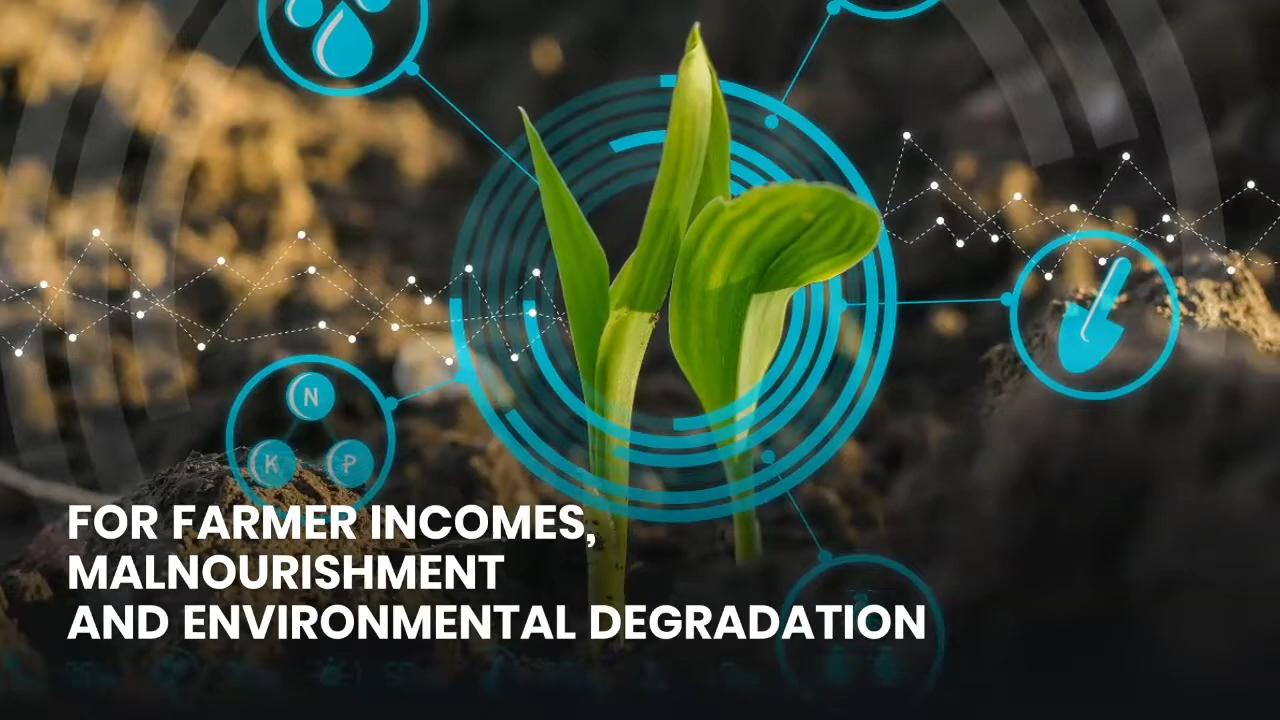 N
K P
FOR FARMER INCOMES,
MALNOURISHMENT
AND ENVIRONMENTAL DEGRADATION